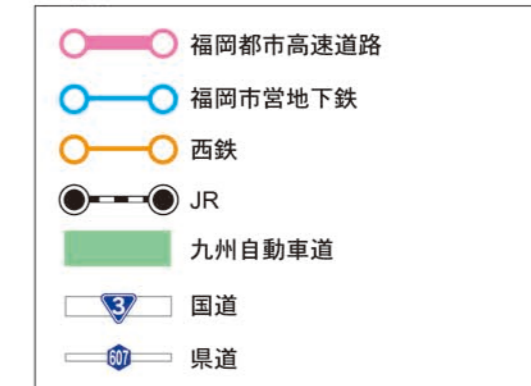 福岡都市高速道路
福岡市営地下鉄
西鉄
JR
九州自動車道
3 国道
607 県道